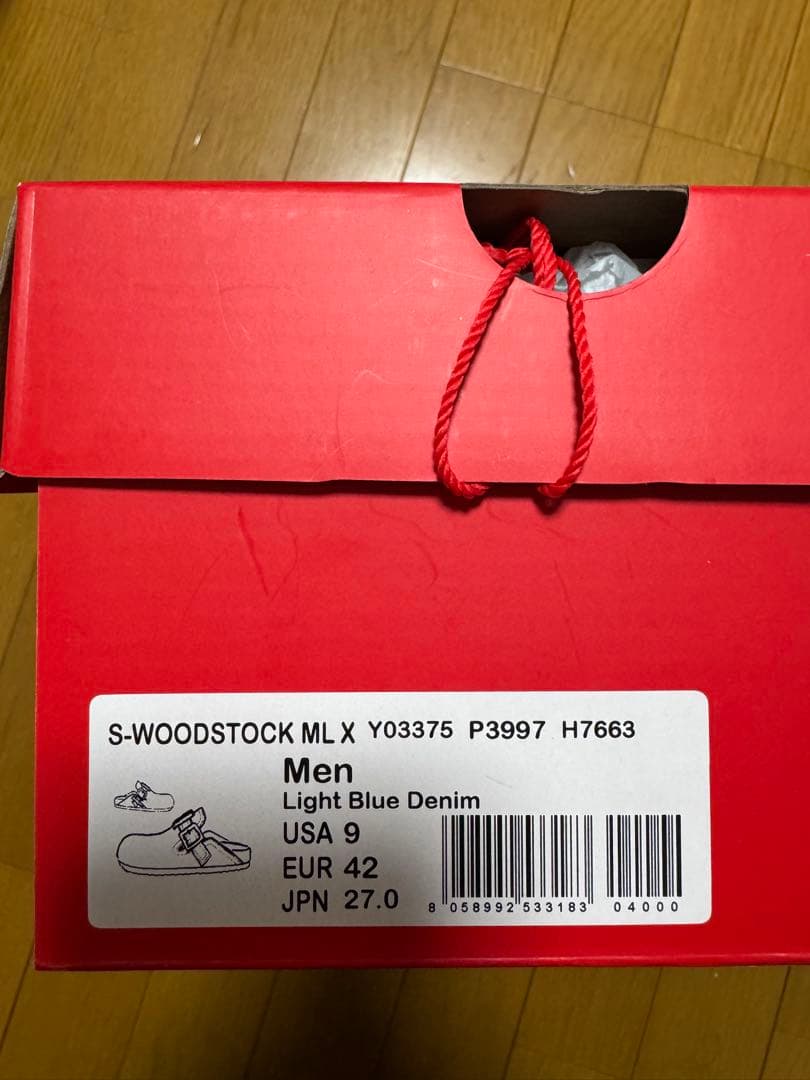 S-WOODSTOCK ML X Y03375 P3997 H7663
Men
Light Blue Denim
USA 9
EUR 42
JPN 27.0
8 058992 533183 04000